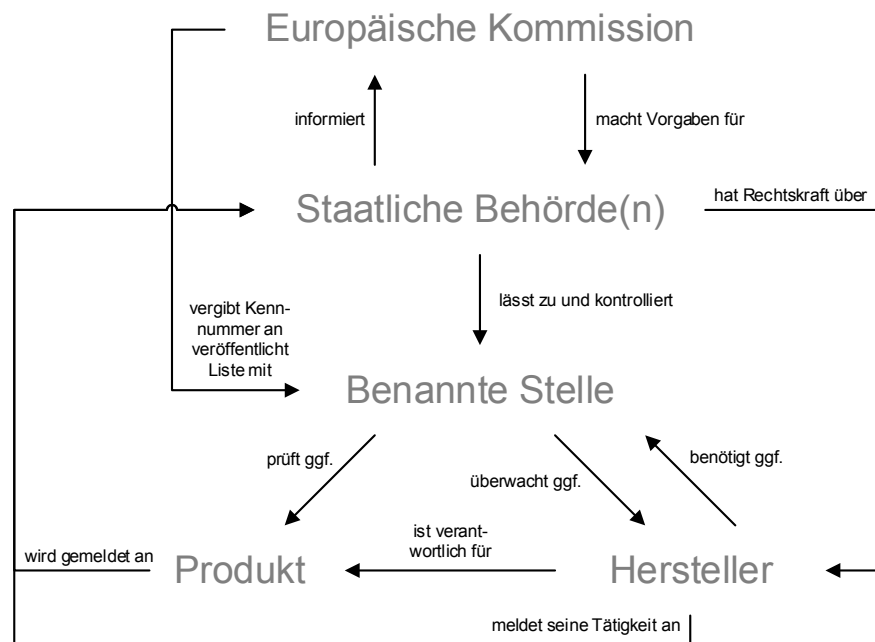 Europäische Kommission
informiert
macht Vorgaben für
Staatliche Behörde(n)
hat Rechtskraft über
lässt zu und kontrolliert
vergibt Kenn-
nummer an
veröffentlicht
Liste mit
Benannte Stelle
prüft ggf.
überwacht ggf.
benötigt ggf.
ist verant-
wortlich für
wird gemeldet an
Produkt
Hersteller
meldet seine Tätigkeit an